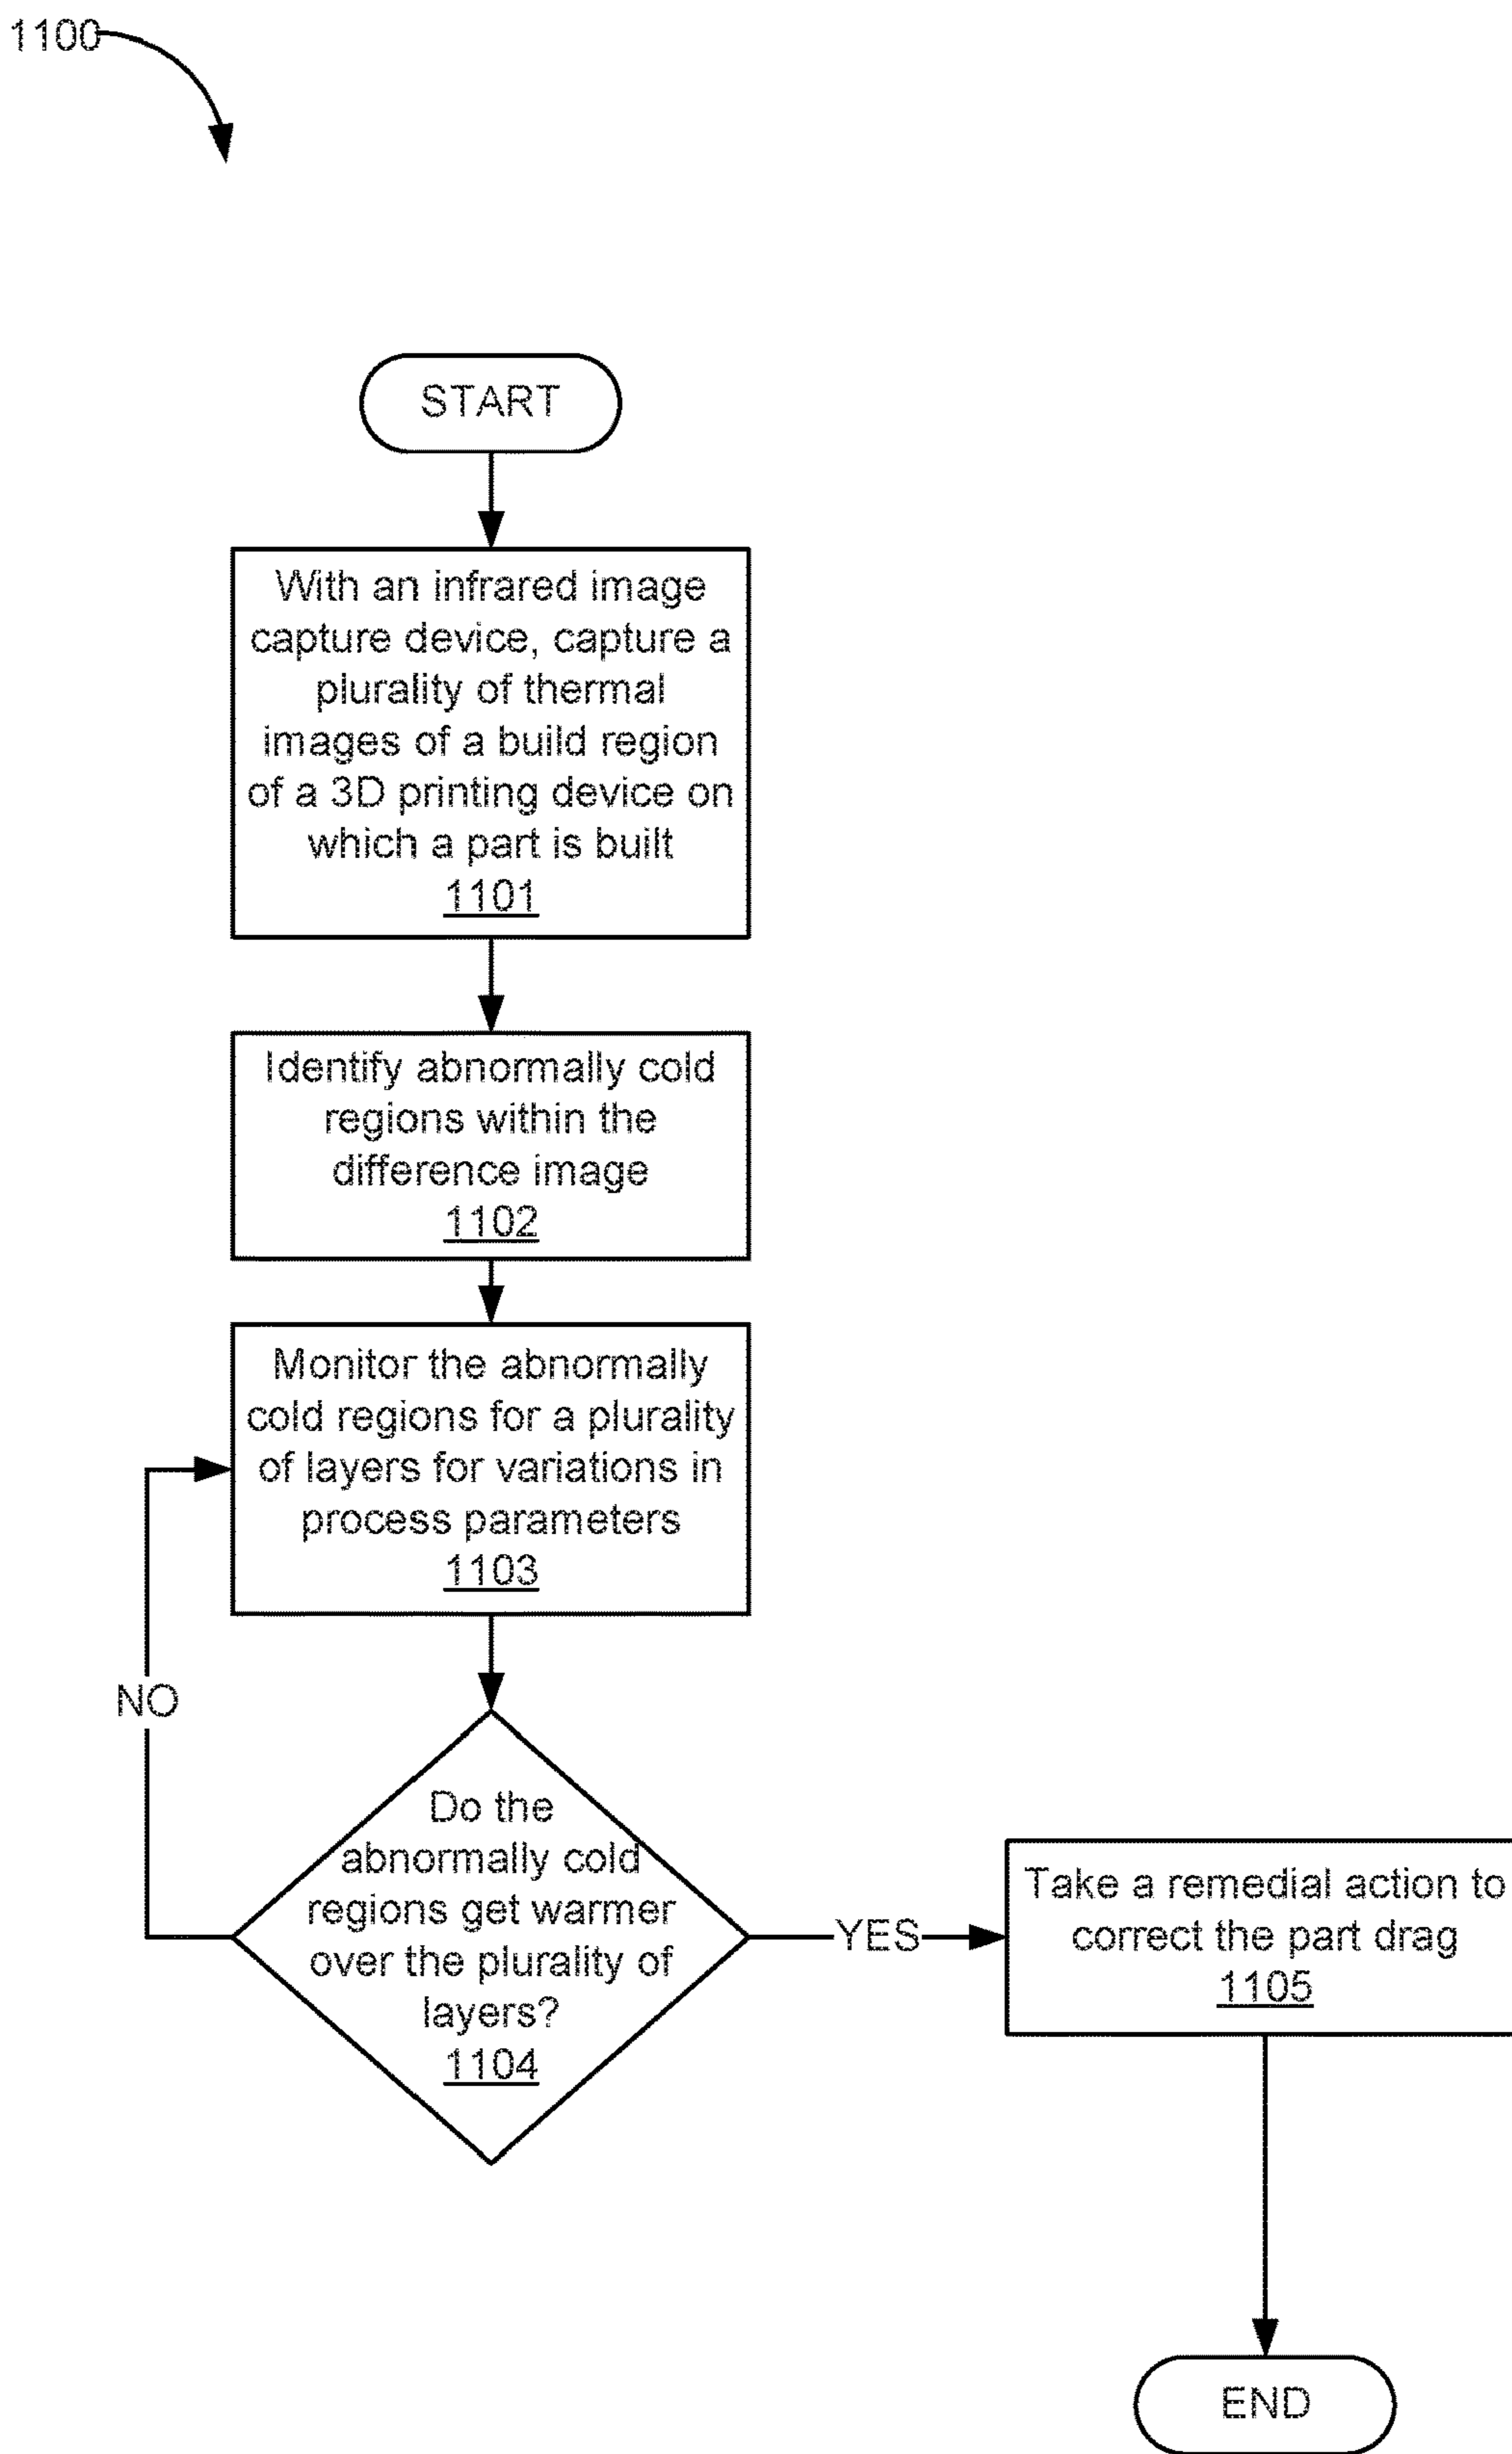 1100
START
With an infrared image
capture device, capture a
plurality of thermal
images of a build region
of a 3D printing device on
which a part is built
1101
Identify abnormally cold
regions within the
difference image
1102
Monitor the abnormally
cold regions for a plurality
of layers for variations in
process parameters
1103
NO
Do the
abnormally cold
regions get warmer
over the plurality of
layers?
1104
YES
Take a remedial action to
correct the part drag
1105
END